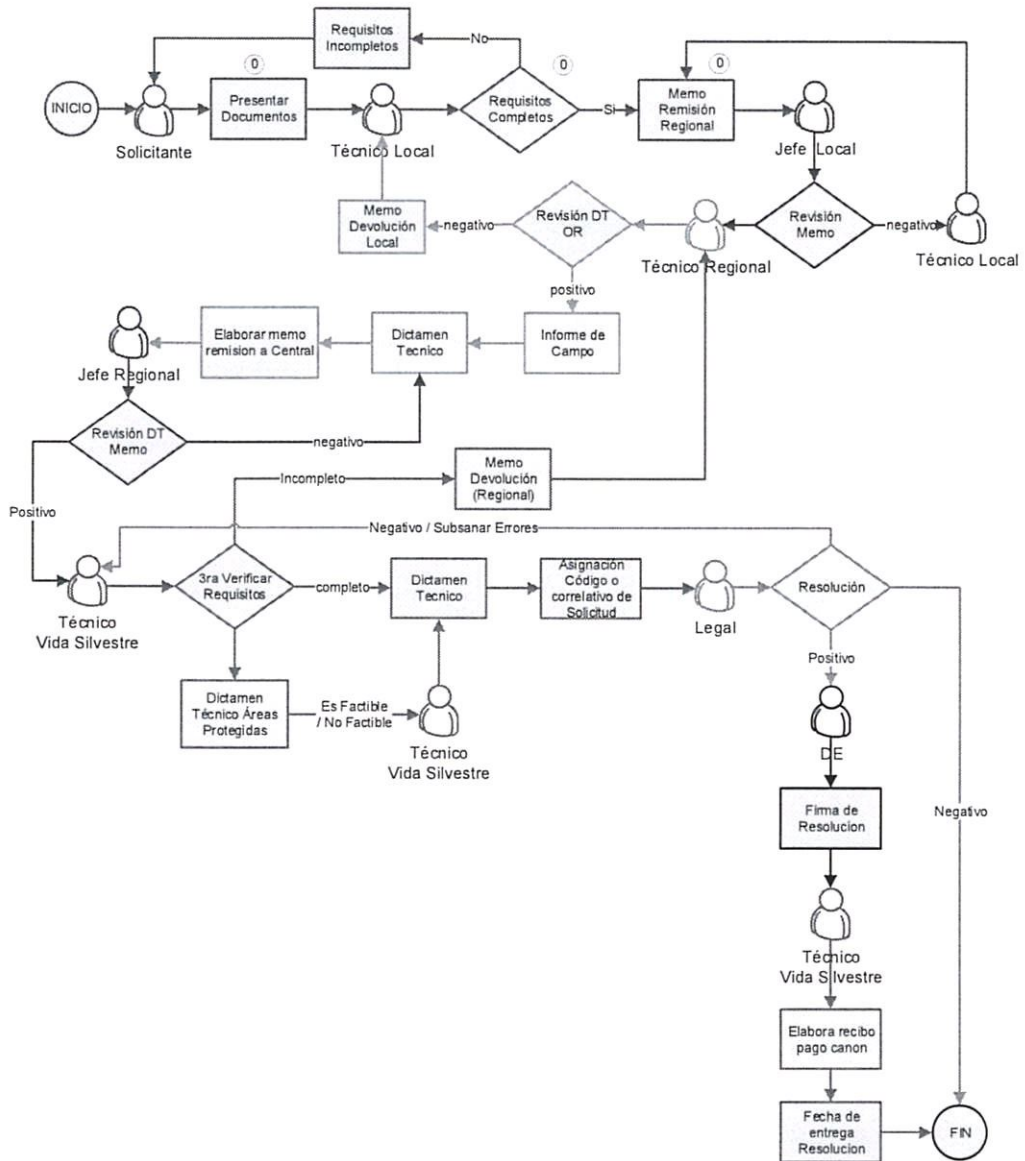 Requisitos
Incompletos
No
0
0
0
INICIO
Presentar
Documentos
Requisitos
Completos
Si
Memo
Remisión
Regional
Solicitante
Técnico Local
Jefe Local
Memo
Devolución
Local
negativo
Revisión DT
OR
Técnico Regional
Revisión
Memo
negativo
Técnico Local
positivo
Jefe Regional
Elaborar memo
remision a Central
Dictamen
Tecnico
Informe de
Campo
Revisión DT
Memo
negativo
Positivo
Incompleto
Memo
Devolución
(Regional)
Negativo / Subsanar Errores
Técnico
Vida Silvestre
3ra Verificar
Requisitos
completo
Dictamen
Tecnico
Asignación
Código o
correlativo de
Solicitud
Legal
Resolución
Positivo
Dictamen
Técnico Áreas
Protegidas
Es Factible
/ No Factible
Técnico
Vida Silvestre
DE
Firma de
Resolucion
Negativo
Técnico
Vida Silvestre
Elabora recibo
pago canon
Fecha de
entrega
Resolucion
FIN